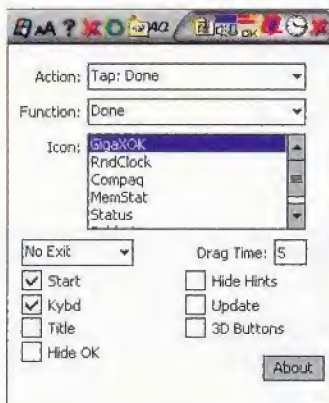 Action: Tap: Done
Function: Done
Icon: GigaXOK
RndClock
Compaq
MemStat
Status
No Exit Drag Time: 5
Start Hide Hints
Kybd Update
Title 3D Buttons
Hide OK
About